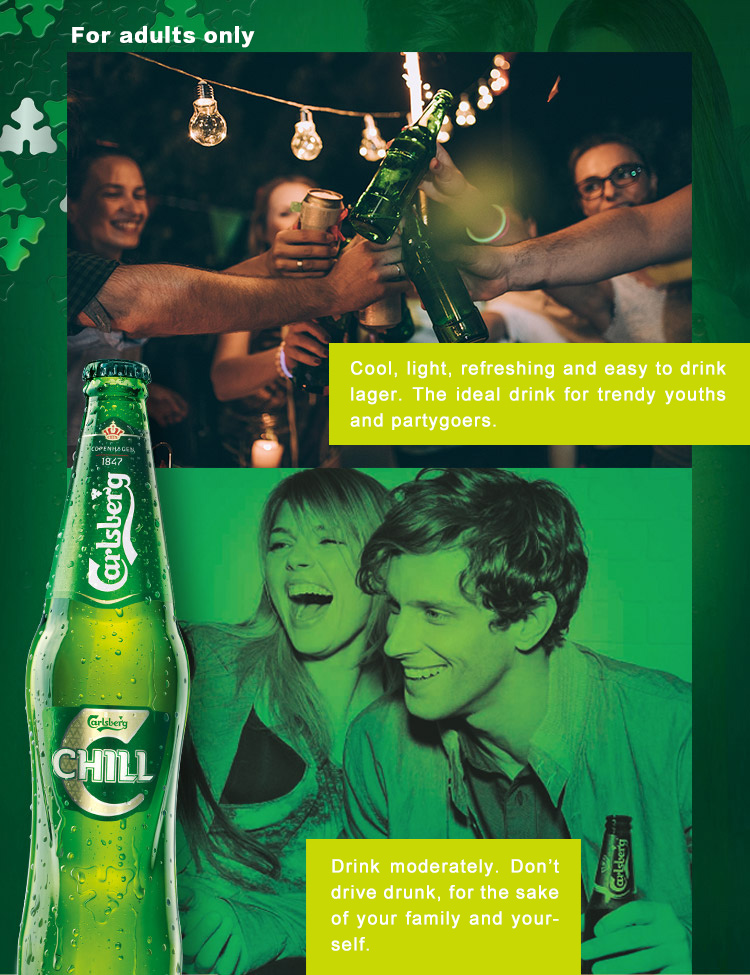 For adults only
Cool, light, refreshing and easy to drink
lager. The ideal drink for trendy youths
and partygoers.
COPENHAGEN
1847
Carlsberg
Carlsberg
CHILL
Drink moderately. Don't
drive drunk, for the sake
of your family and your-
self.
Carlsberg